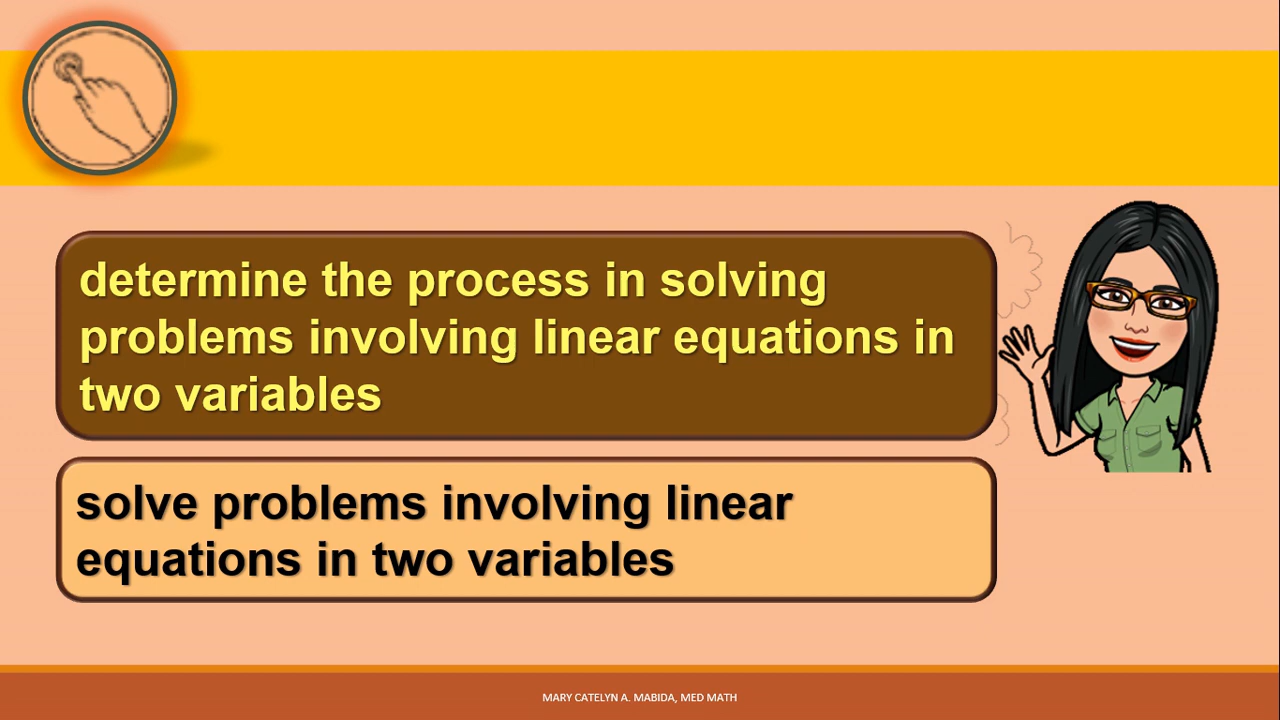 determine the process in solving
problems involving linear equations in
two variables
solve problems involving linear
equations in two variables
MARY CATELYN A. MABIDA, MED MATH